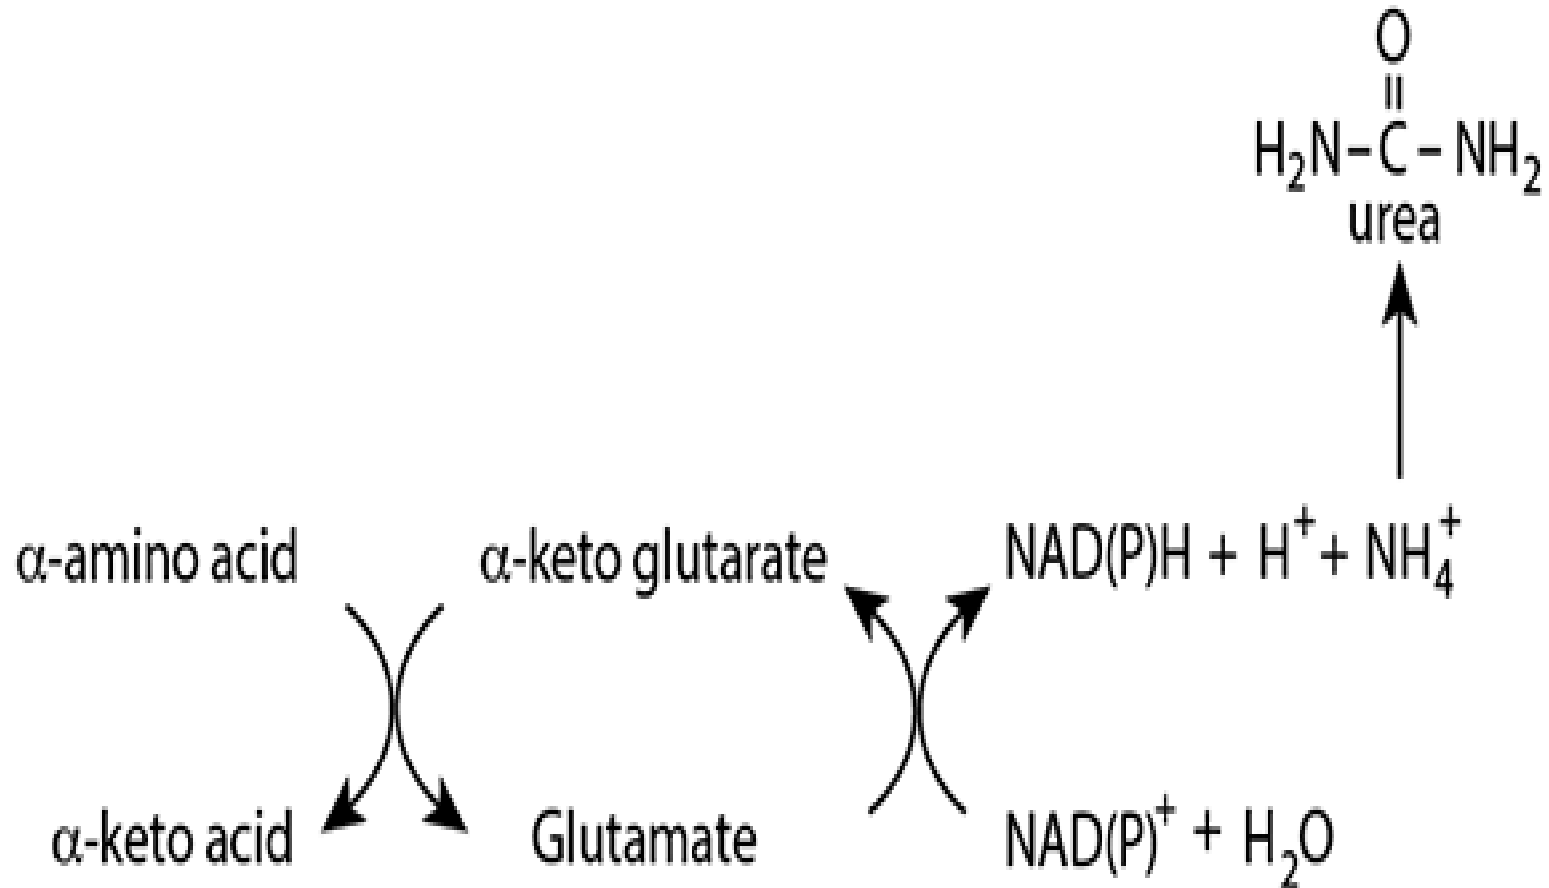 O
||
H₂N–C–NH₂
urea
α-amino acid α-keto glutarate NAD(P)H + H⁺ + NH₄⁺
α-keto acid Glutamate NAD(P)⁺ + H₂O